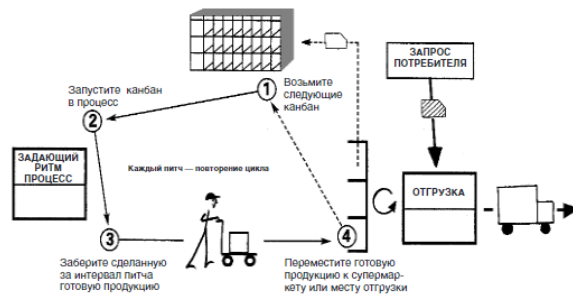 ЗАПРОС
ПОТРЕБИТЕЛЯ
1
Возьмите
следующие
канбан
Запустите канбан
в процесс
2
ЗАДАЮЩИЙ
РИТМ
ПРОЦЕСС
Каждый питч — повторение цикла
ОТГРУЗКА
3
4
Заберите сделанную
за интервал питча
готовую продукцию
Переместите готовую
продукцию к супермар-
кету или месту отгрузки